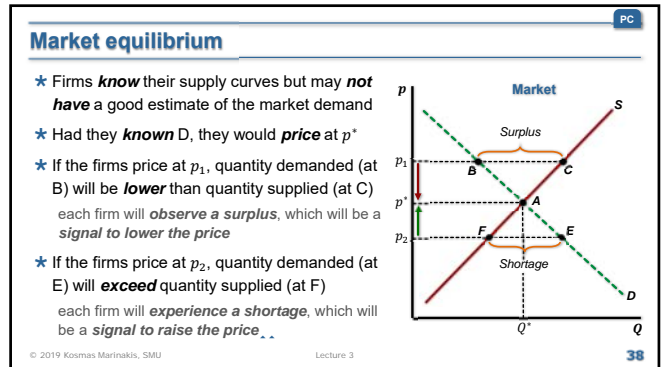 PC
Market equilibrium
* Firms know their supply curves but may not
have a good estimate of the market demand
* Had they known D, they would price at p*
* If the firms price at p₁, quantity demanded (at
B) will be lower than quantity supplied (at C)
each firm will observe a surplus, which will be a
signal to lower the price
* If the firms price at p₂, quantity demanded (at
E) will exceed quantity supplied (at F)
each firm will experience a shortage, which will
be a signal to raise the price
p
Market
S
Surplus
p₁
B
C
p*
A
p₂
F
E
Shortage
D
Q*
Q
© 2019 Kosmas Marinakis, SMU
Lecture 3
38